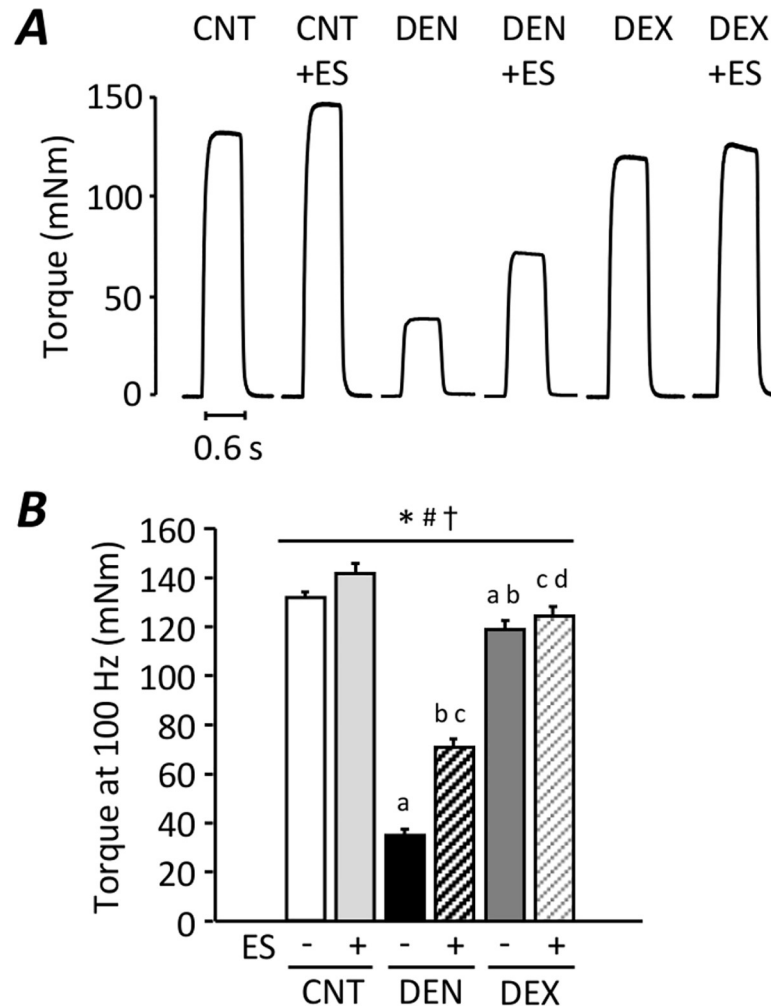 A
CNT CNT DEN DEN DEX DEX
+ES +ES +ES
150
100
50
0
Torque (mNm)
0.6 s
B
* # †
160
140
120
100
80
60
40
20
0
Torque at 100 Hz (mNm)
a
b c
a b
c d
ES - + - + - +
CNT DEN DEX